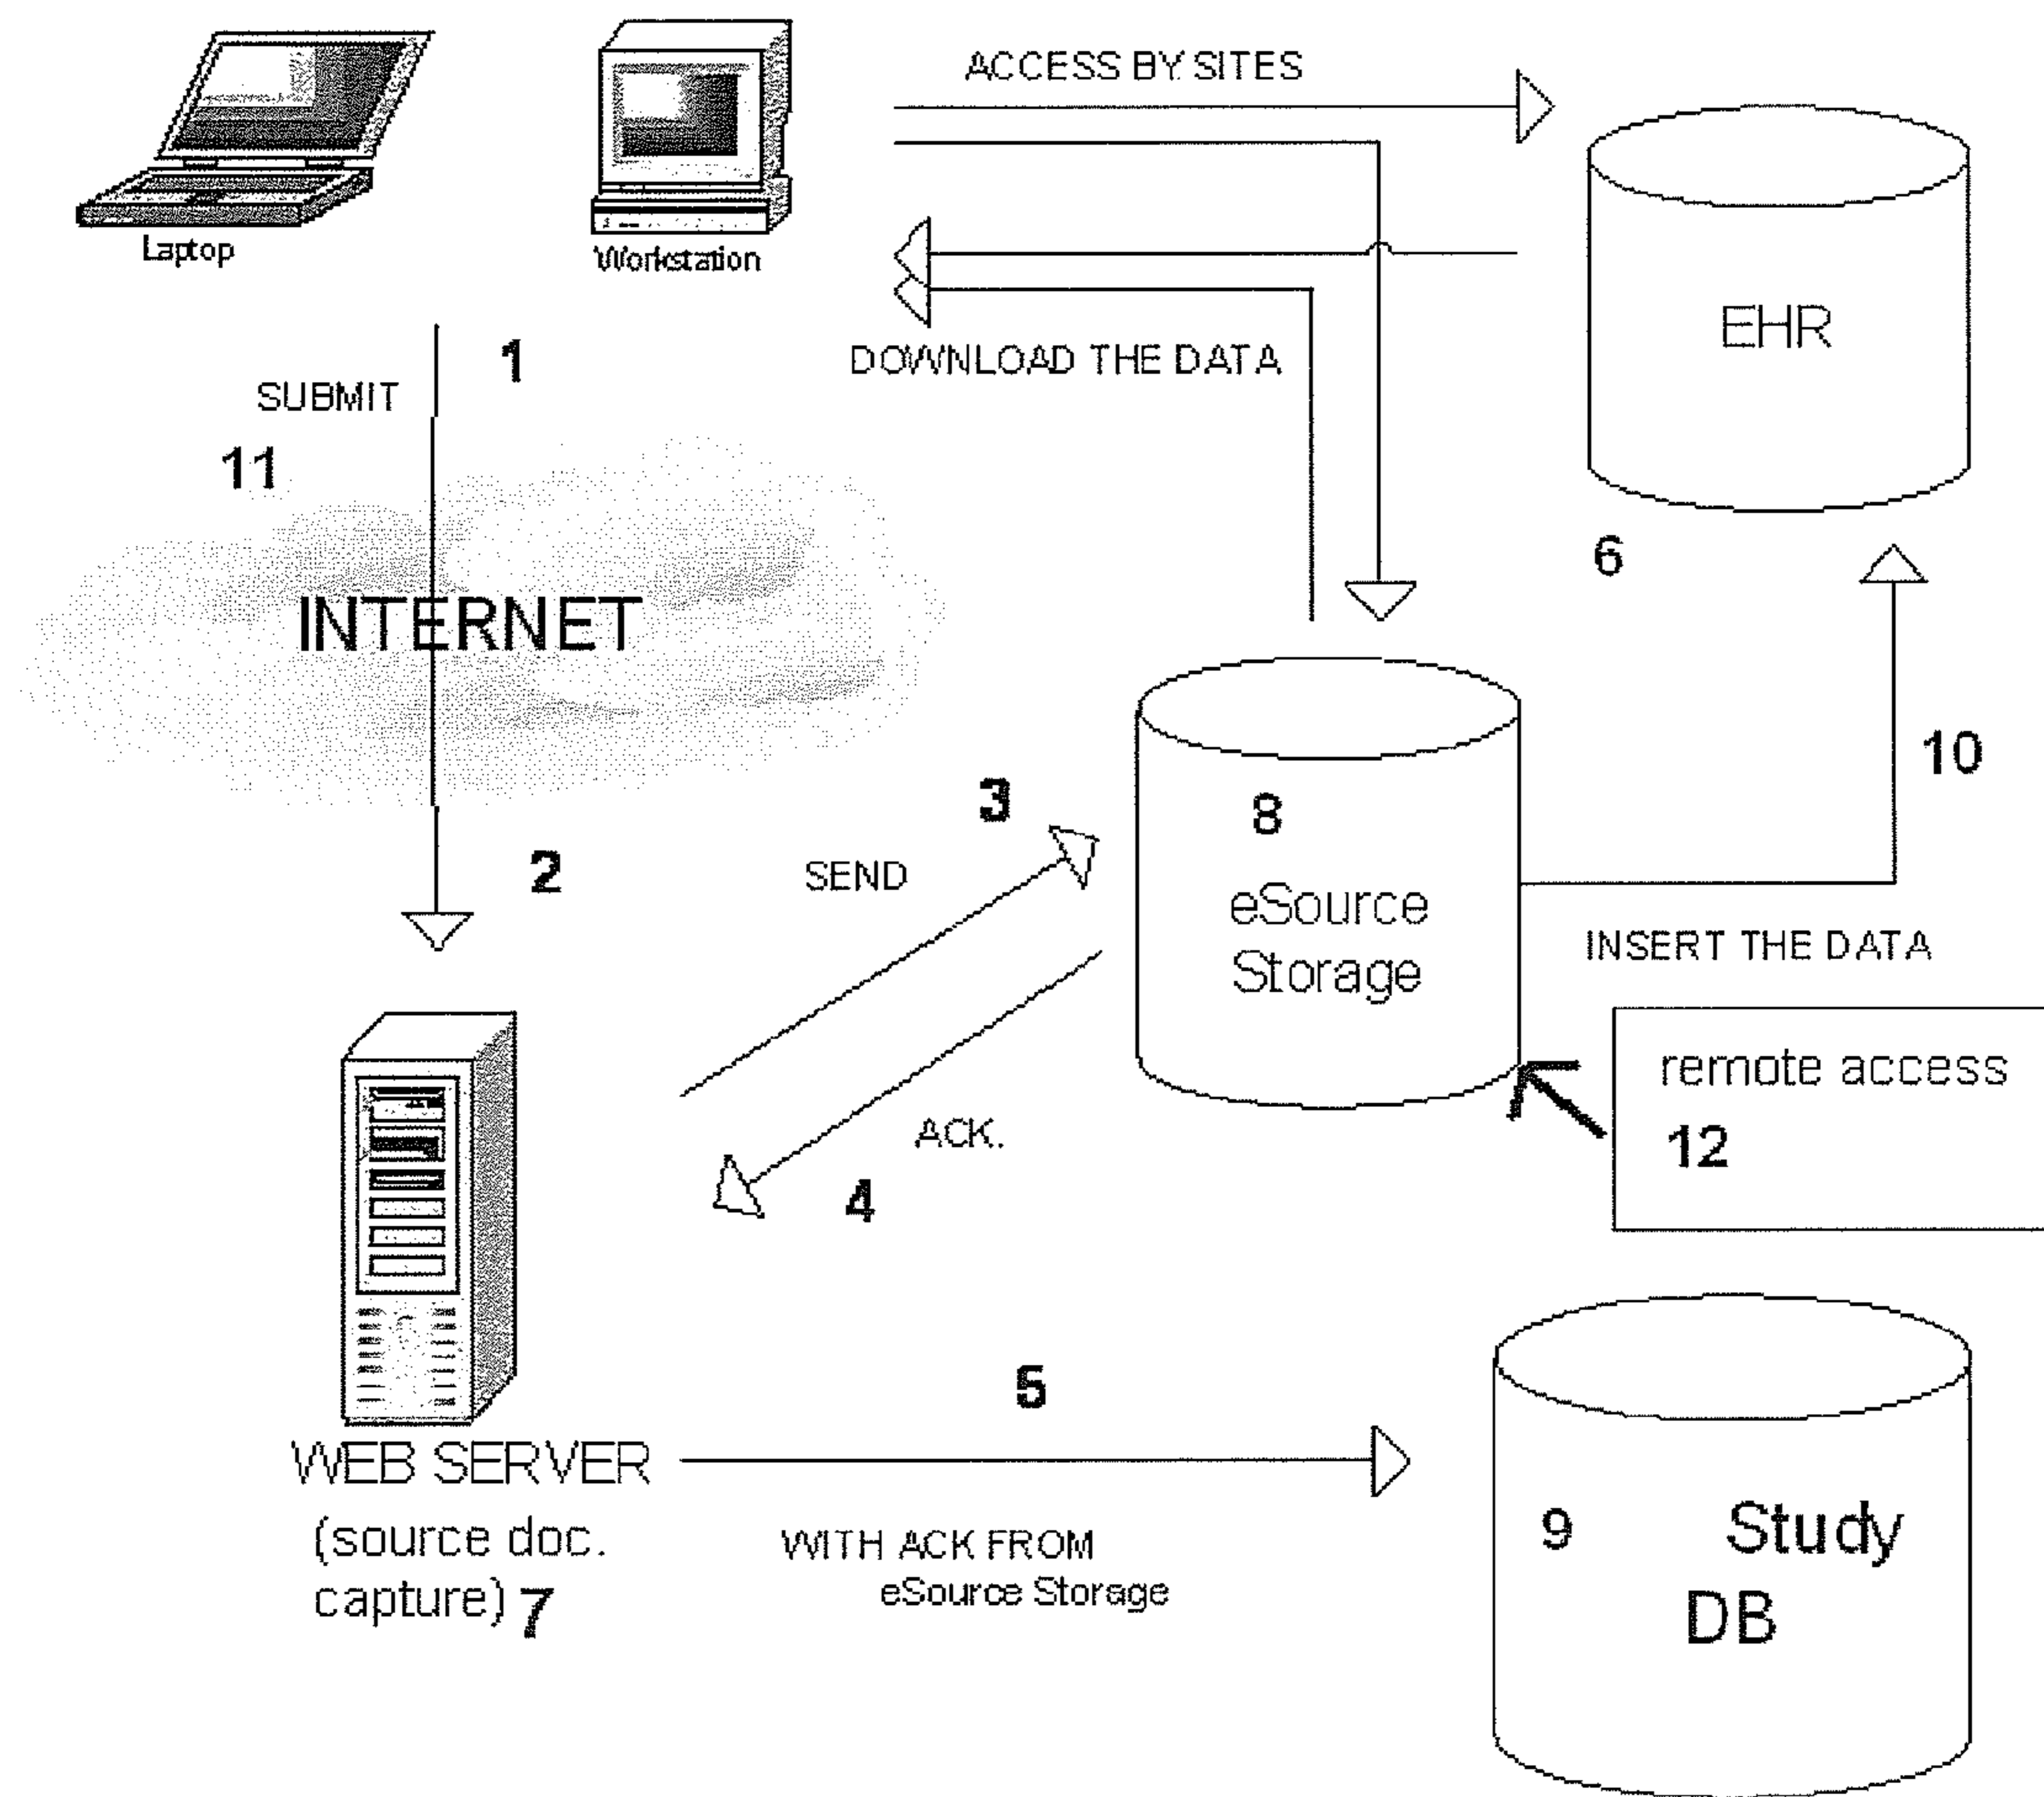 ACCESS BY SITES
Laptop
Workstation
EHR
1
DOWNLOAD THE DATA
SUBMIT
11
6
INTERNET
10
3
8
2
SEND
eSource
Storage
INSERT THE DATA
remote access
12
ACK.
4
5
WEB SERVER
(source doc.
capture) 7
WITH ACK FROM
eSource Storage
9 Study
DB